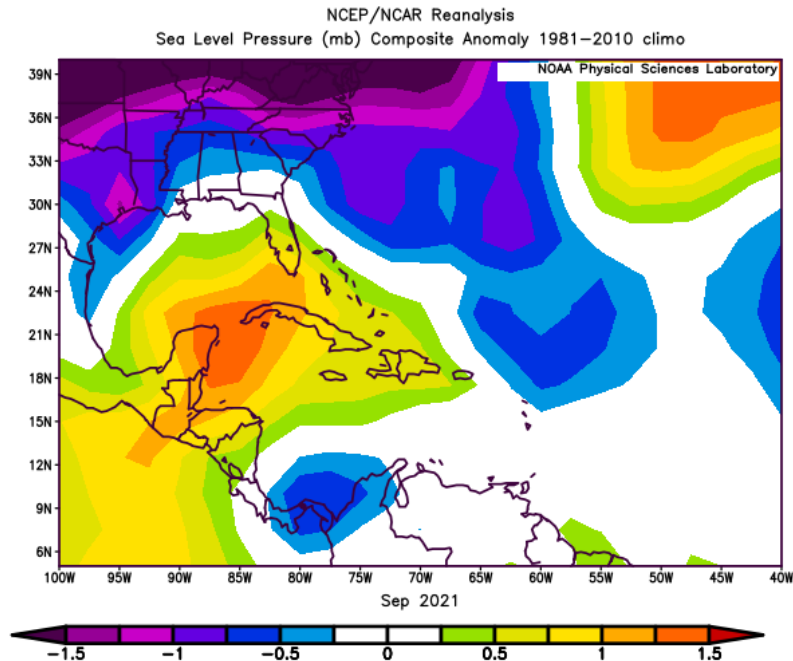 NCEP/NCAR Reanalysis
Sea Level Pressure (mb) Composite Anomaly 1981−2010 climo
NOAA Physical Sciences Laboratory
39N
36N
33N
30N
27N
24N
21N
18N
15N
12N
9N
6N
100W 95W 90W 85W 80W 75W 70W 65W 60W 55W 50W 45W 40W
Sep 2021
−1.5 −1 −0.5 0 0.5 1 1.5